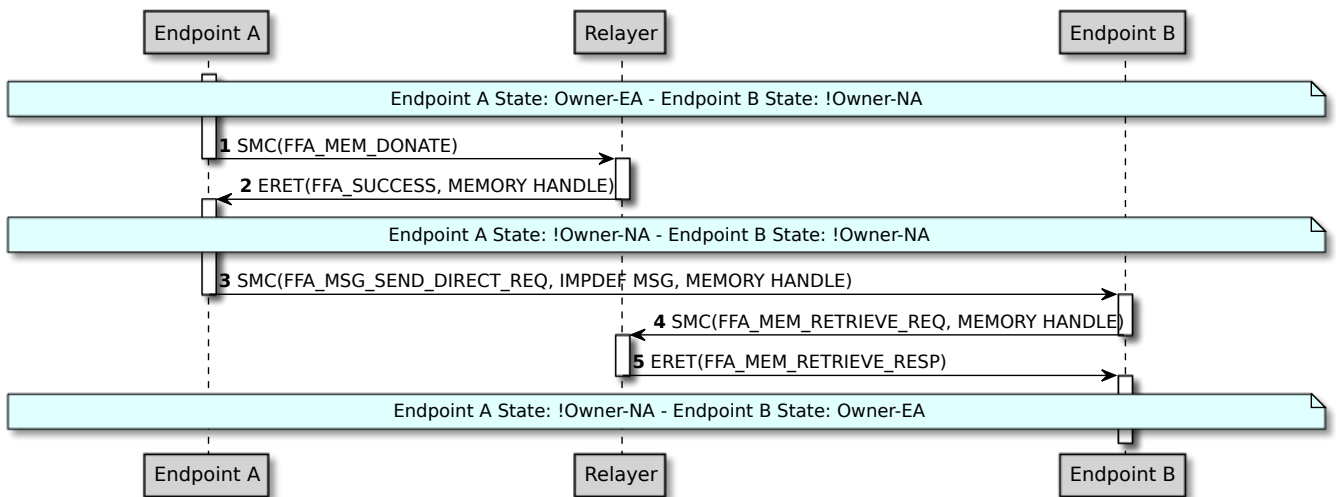 Endpoint A Relayer Endpoint B
Endpoint A State: Owner-EA - Endpoint B State: !Owner-NA
1 SMC(FFA_MEM_DONATE)
2 ERET(FFA_SUCCESS, MEMORY HANDLE)
Endpoint A State: !Owner-NA - Endpoint B State: !Owner-NA
3 SMC(FFA_MSG_SEND_DIRECT_REQ, IMPDEF MSG, MEMORY HANDLE)
4 SMC(FFA_MEM_RETRIEVE_REQ, MEMORY HANDLE)
5 ERET(FFA_MEM_RETRIEVE_RESP)
Endpoint A State: !Owner-NA - Endpoint B State: Owner-EA
Endpoint A Relayer Endpoint B